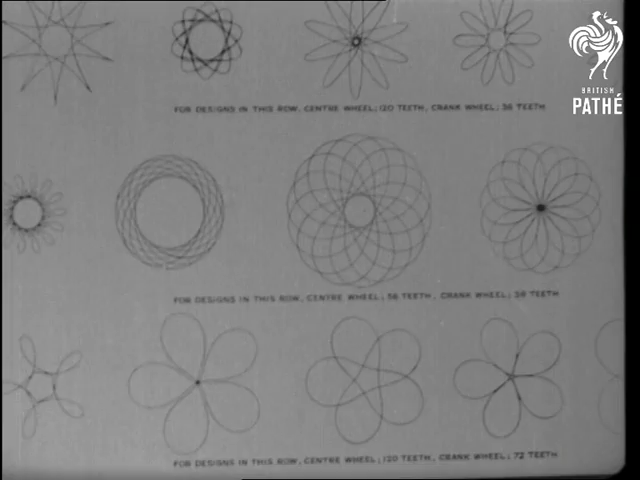 BRITISH
PATHÉ
FOR DESIGNS IN THIS ROW, CENTRE WHEEL; 120 TEETH, CRANK WHEEL; 36 TEETH
FOR DESIGNS IN THIS ROW, CENTRE WHEEL; 56 TEETH, CRANK WHEEL; 59 TEETH
FOR DESIGNS IN THIS ROW, CENTRE WHEEL; 120 TEETH, CRANK WHEEL; 72 TEETH